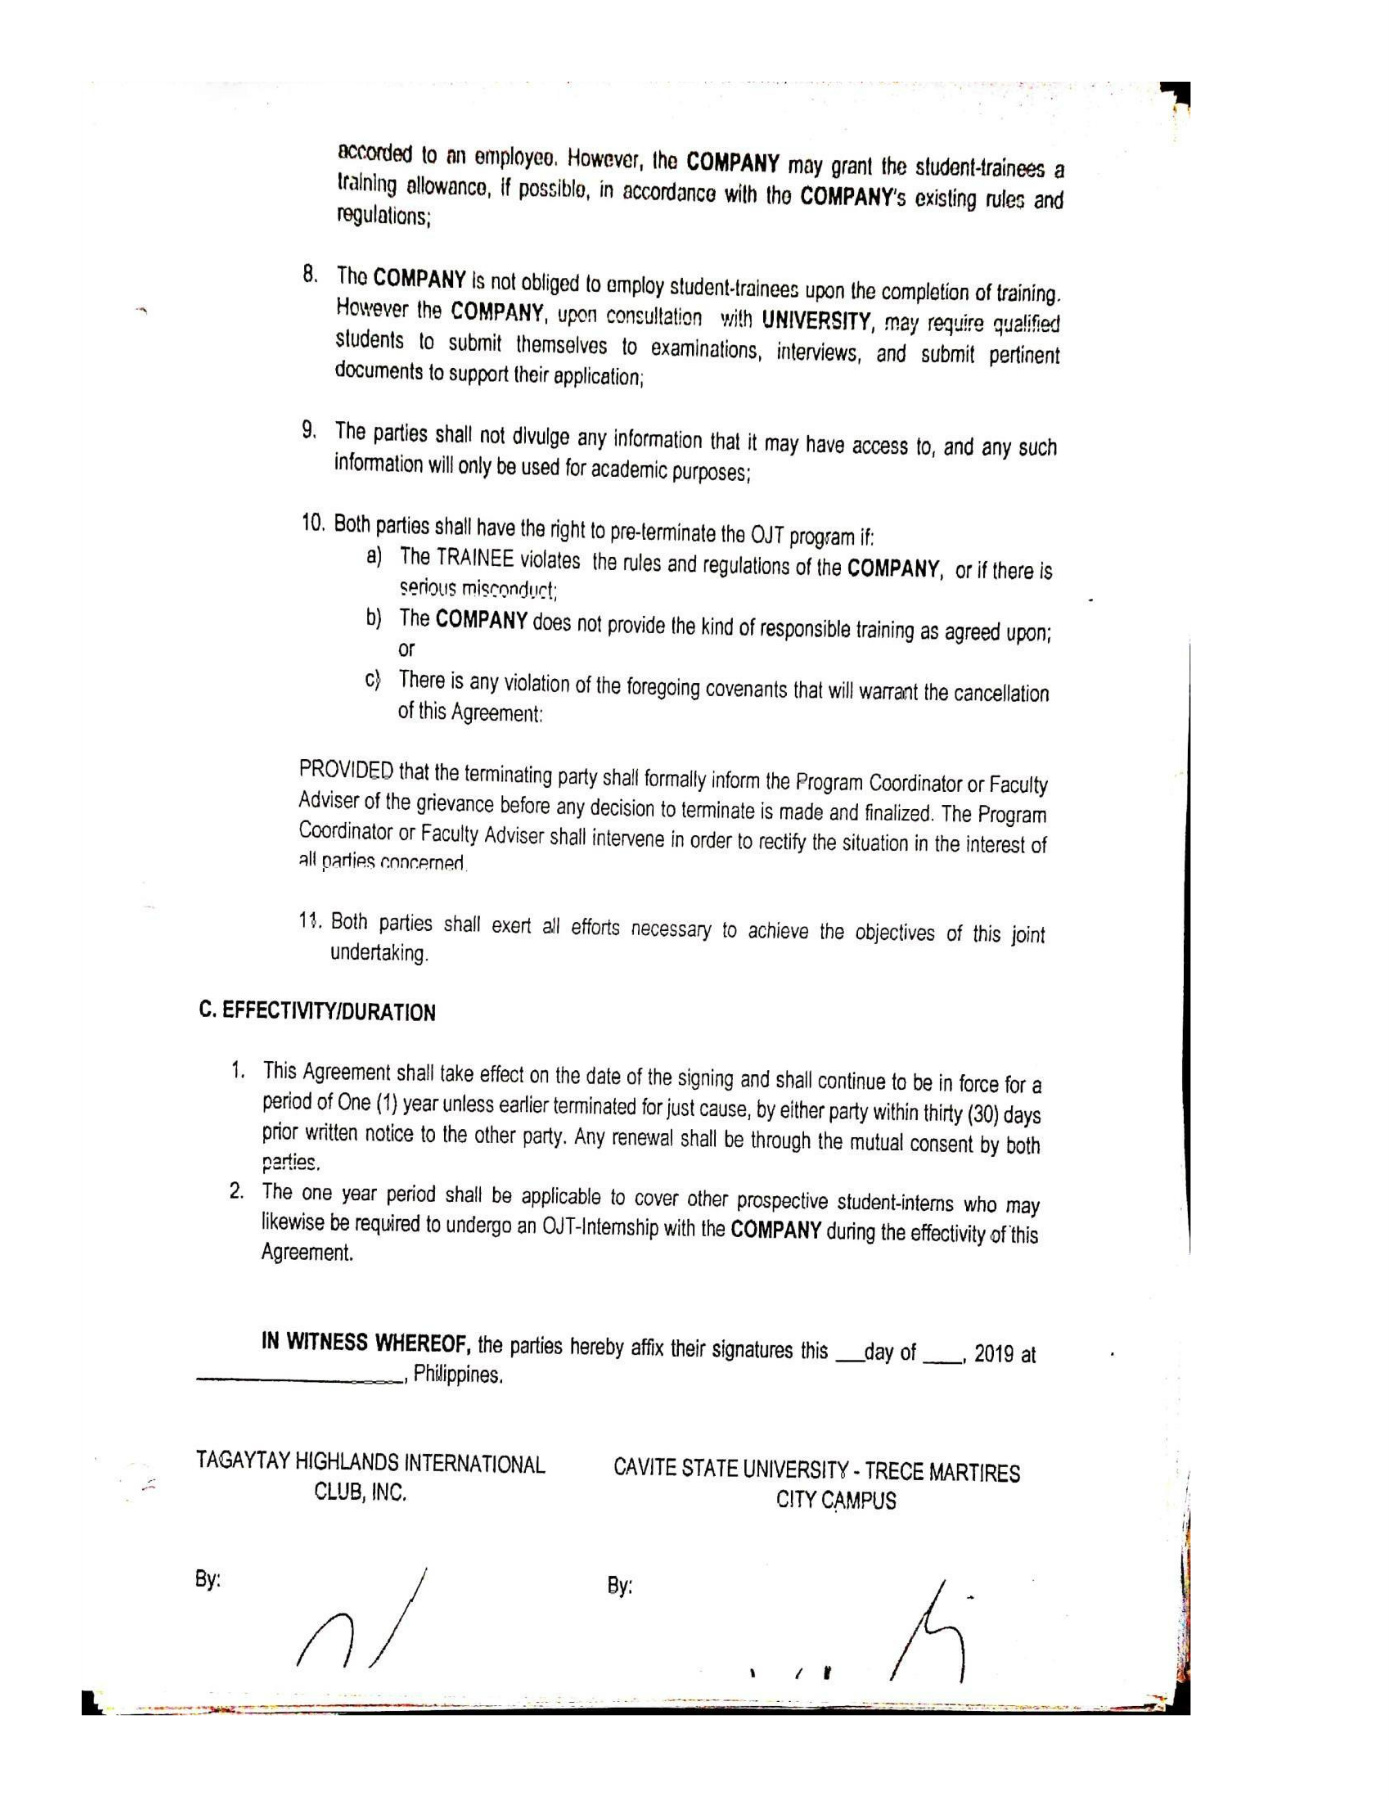 accorded to an employee. However, the COMPANY may grant the student-trainees a
training allowance, if possible, in accordance with the COMPANY's existing rules and
regulations;
8. The COMPANY is not obliged to employ student-trainees upon the completion of training.
However the COMPANY, upon consultation with UNIVERSITY, may require qualified
students to submit themselves to examinations, interviews, and submit pertinent
documents to support their application;
9. The parties shall not divulge any information that it may have access to, and any such
information will only be used for academic purposes;
10. Both parties shall have the right to pre-terminate the OJT program if:
a) The TRAINEE violates the rules and regulations of the COMPANY, or if there is
serious misconduct;
b) The COMPANY does not provide the kind of responsible training as agreed upon;
or
c) There is any violation of the foregoing covenants that will warrant the cancellation
of this Agreement:
PROVIDED that the terminating party shall formally inform the Program Coordinator or Faculty
Adviser of the grievance before any decision to terminate is made and finalized. The Program
Coordinator or Faculty Adviser shall intervene in order to rectify the situation in the interest of
all parties concerned.
11. Both parties shall exert all efforts necessary to achieve the objectives of this joint
undertaking.
C. EFFECTIVITY/DURATION
1. This Agreement shall take effect on the date of the signing and shall continue to be in force for a
period of One (1) year unless earlier terminated for just cause, by either party within thirty (30) days
prior written notice to the other party. Any renewal shall be through the mutual consent by both
parties.
2. The one year period shall be applicable to cover other prospective student-interns who may
likewise be required to undergo an OJT-Internship with the COMPANY during the effectivity of this
Agreement.
IN WITNESS WHEREOF, the parties hereby affix their signatures this __day of ____, 2019 at
____________________, Philippines.
TAGAYTAY HIGHLANDS INTERNATIONAL
CLUB, INC.
CAVITE STATE UNIVERSITY - TRECE MARTIRES
CITY CAMPUS
By:
By: